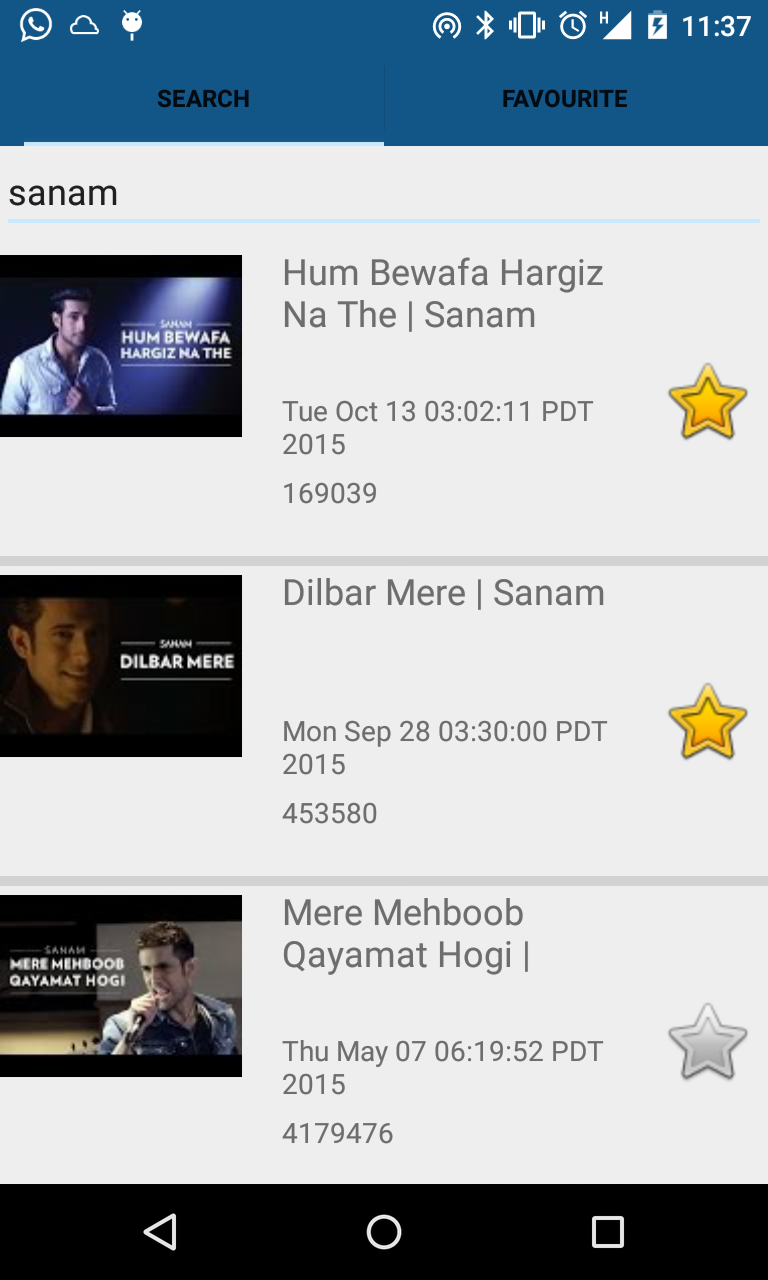 11:37
SEARCH
FAVOURITE
sanam
SANAM
HUM BEWAFA
HARGIZ NA THE
Hum Bewafa Hargiz
Na The | Sanam
Tue Oct 13 03:02:11 PDT
2015
169039
SANAM
DILBAR MERE
Dilbar Mere | Sanam
Mon Sep 28 03:30:00 PDT
2015
453580
SANAM
MERE MEHBOOB
QAYAMAT HOGI
Mere Mehboob
Qayamat Hogi |
Thu May 07 06:19:52 PDT
2015
4179476